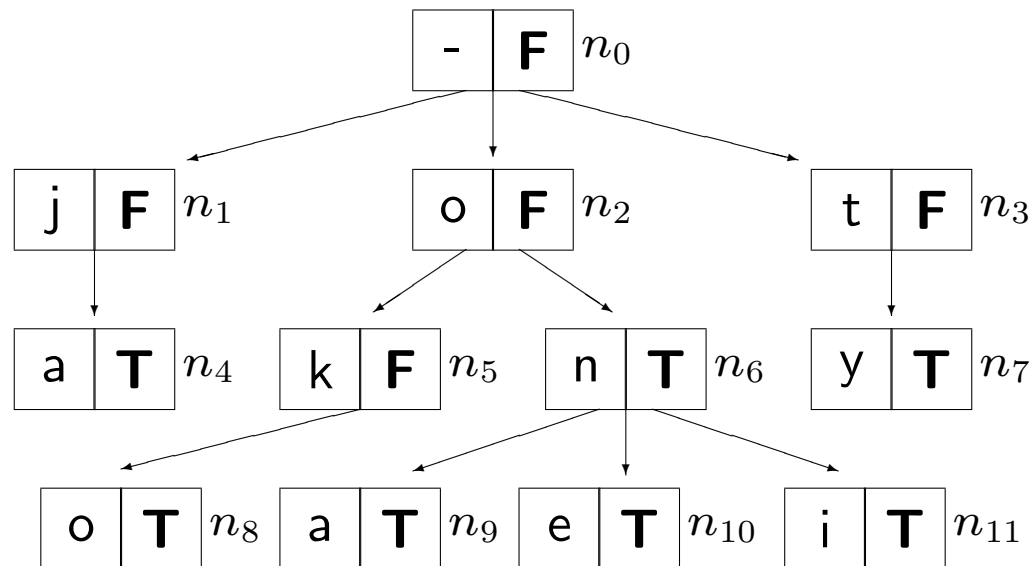 - F n₀
j F n₁ o F n₂ t F n₃
a T n₄ k F n₅ n T n₆ y T n₇
o T n₈ a T n₉ e T n₁₀ i T n₁₁